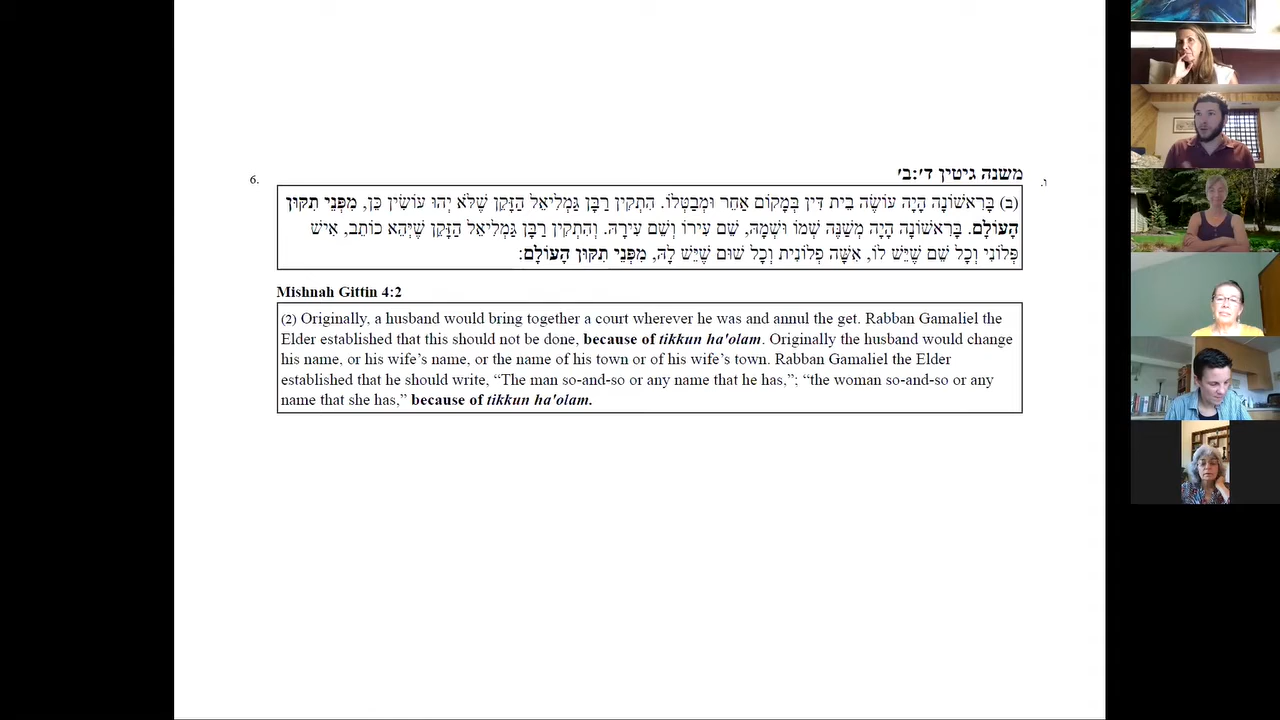 משנה גיטין ד׳:ב׳
6.
ו.
(ב) בָּרִאשׁוֹנָה הָיָה עוֹשֶׂה בֵית דִּין בְּמָקוֹם אַחֵר וּמְבַטְּלוֹ. הִתְקִין רַבָּן גַּמְלִיאֵל הַזָּקֵן שֶׁלֹּא יְהוּ עוֹשִׂין כֵּן, מִפְּנֵי תִקּוּן
הָעוֹלָם. בָּרִאשׁוֹנָה הָיָה מְשַׁנֶּה שְׁמוֹ וּשְׁמָהּ, שֵׁם עִירוֹ וְשֵׁם עִירָהּ. וְהִתְקִין רַבָּן גַּמְלִיאֵל הַזָּקֵן שֶׁיְּהֵא כוֹתֵב, אִישׁ
פְּלוֹנִי וְכָל שֵׁם שֶׁיֵּשׁ לוֹ, אִשָּׁה פְלוֹנִית וְכָל שׁוּם שֶׁיֵּשׁ לָהּ, מִפְּנֵי תִקּוּן הָעוֹלָם:
Mishnah Gittin 4:2
(2) Originally, a husband would bring together a court wherever he was and annul the get. Rabban Gamaliel the
Elder established that this should not be done, because of tikkun ha'olam. Originally the husband would change
his name, or his wife’s name, or the name of his town or of his wife’s town. Rabban Gamaliel the Elder
established that he should write, “The man so-and-so or any name that he has,”; “the woman so-and-so or any
name that she has,” because of tikkun ha'olam.